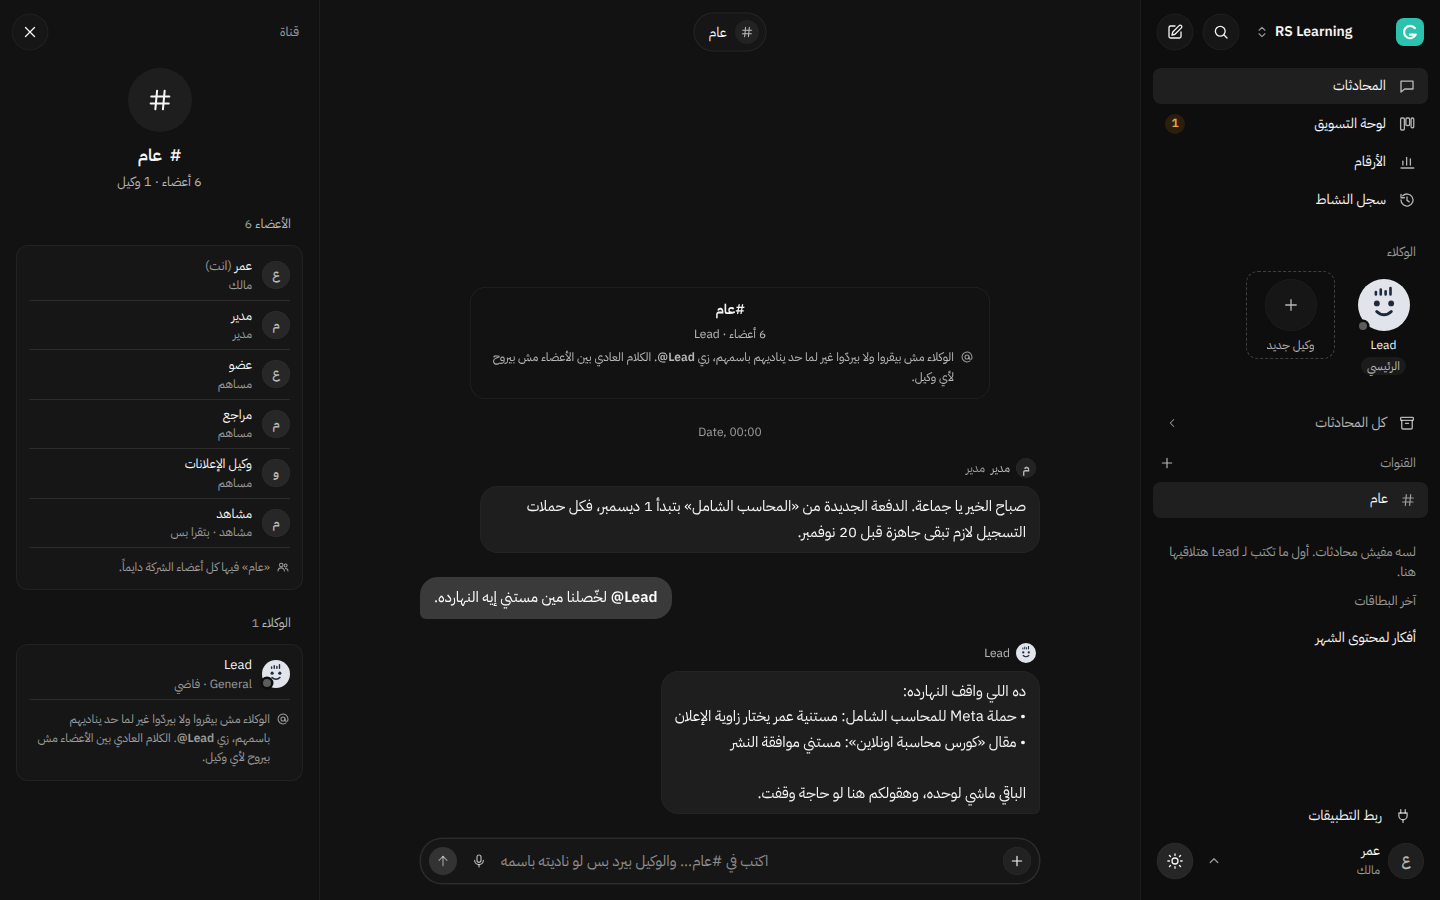 RS Learning
المحادثات
لوحة التسويق
1
الأرقام
سجل النشاط
الوكلاء
Lead
الرئيسي
وكيل جديد
كل المحادثات
القنوات
# عام
لسه مفيش محادثات. أول ما تكتب لـ Lead هتلاقيها
هنا.
آخر البطاقات
أفكار لمحتوى الشهر
ربط التطبيقات
ع
عمر
مالك
# عام
#عام
6 أعضاء · Lead
الوكلاء مش بيقروا ولا بيردّوا غير لما حد يناديهم باسمهم، زي @Lead. الكلام العادي بين الأعضاء مش بيروح
لأي وكيل.
Date, 00:00
م مدير مدير
صباح الخير يا جماعة. الدفعة الجديدة من «المحاسب الشامل» بتبدأ 1 ديسمبر، فكل حملات
التسجيل لازم تبقى جاهزة قبل 20 نوفمبر.
@Lead لخّصلنا مين مستني إيه النهارده.
Lead
ده اللي واقف النهارده:
• حملة Meta للمحاسب الشامل: مستنية عمر يختار زاوية الإعلان
• مقال «كورس محاسبة اونلاين»: مستني موافقة النشر
الباقي ماشي لوحده، وهقولكم هنا لو حاجة وقفت.
اكتب في #عام... والوكيل بيرد بس لو ناديته باسمه
قناة
#
# عام
6 أعضاء · 1 وكيل
الأعضاء 6
ع
عمر (انت)
مالك
م
مدير
مدير
ع
عضو
مساهم
م
مراجع
مساهم
و
وكيل الإعلانات
مساهم
م
مشاهد
مشاهد · بتقرا بس
«عام» فيها كل أعضاء الشركة دايماً.
الوكلاء 1
Lead
General · فاضي
الوكلاء مش بيقروا ولا بيردّوا غير لما حد يناديهم
باسمهم، زي @Lead. الكلام العادي بين الأعضاء مش
بيروح لأي وكيل.